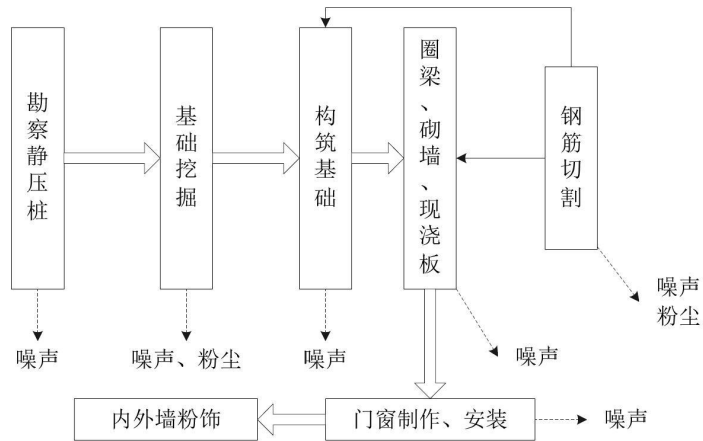 勘察静压桩
基础挖掘
构筑基础
圈梁、砌墙、现浇板
钢筋切割
噪声
粉尘
噪声
噪声、粉尘
噪声
噪声
内外墙粉饰
门窗制作、安装
噪声